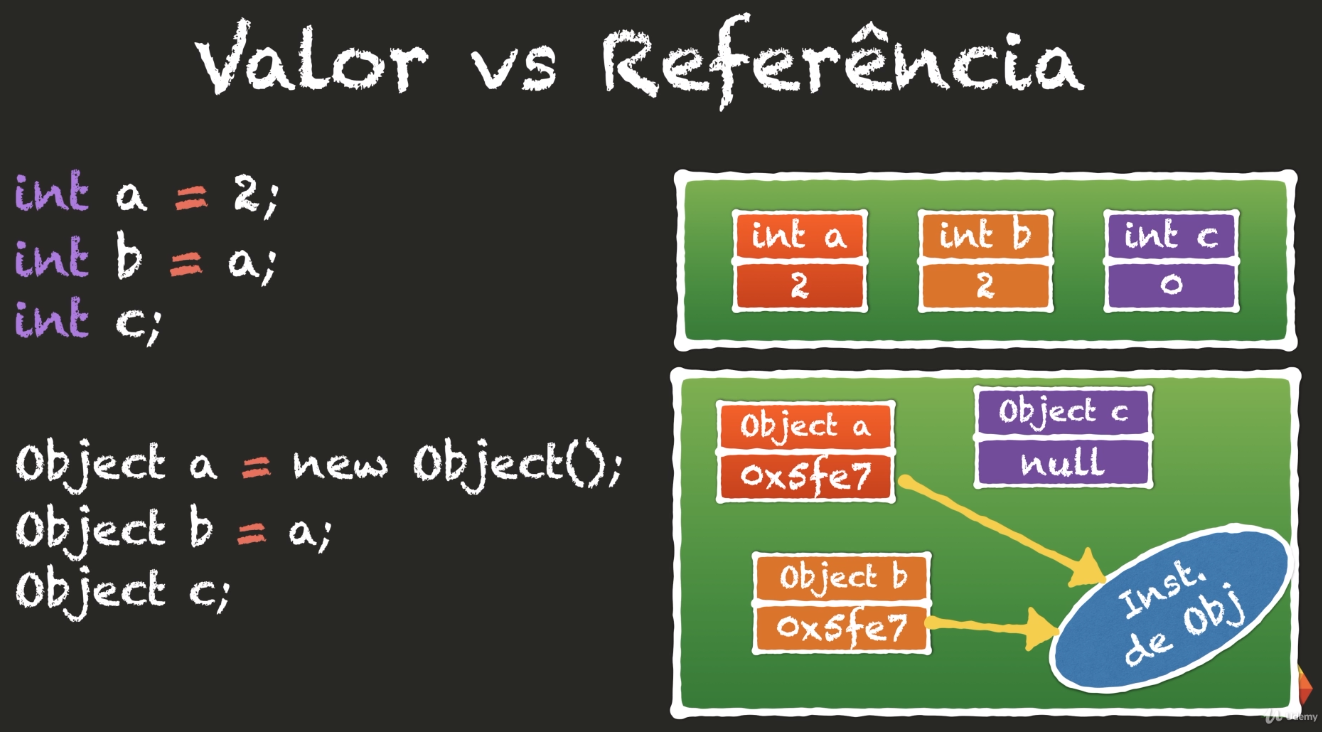 Valor vs Referência
int a = 2;
int b = a;
int c;
int a
2
int b
2
int c
0
Object a = new Object();
Object b = a;
Object c;
Object a
0x5fe7
Object c
null
Object b
0x5fe7
Inst.
de Obj
Udemy